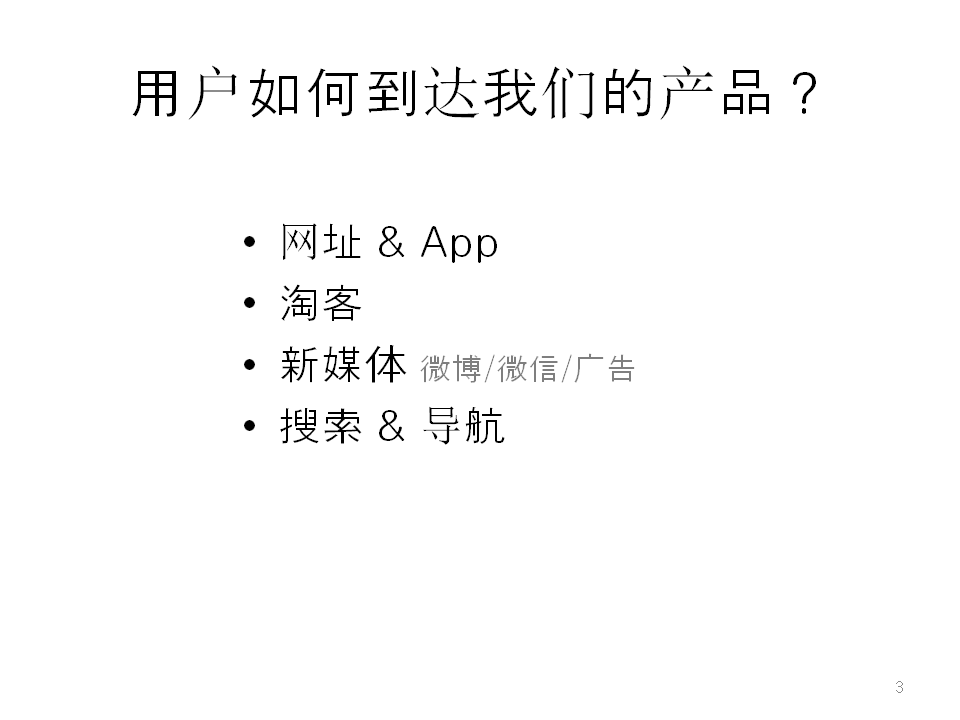 用户如何到达我们的产品？
• 网址 & App
• 淘客
• 新媒体 微博/微信/广告
• 搜索 & 导航
3